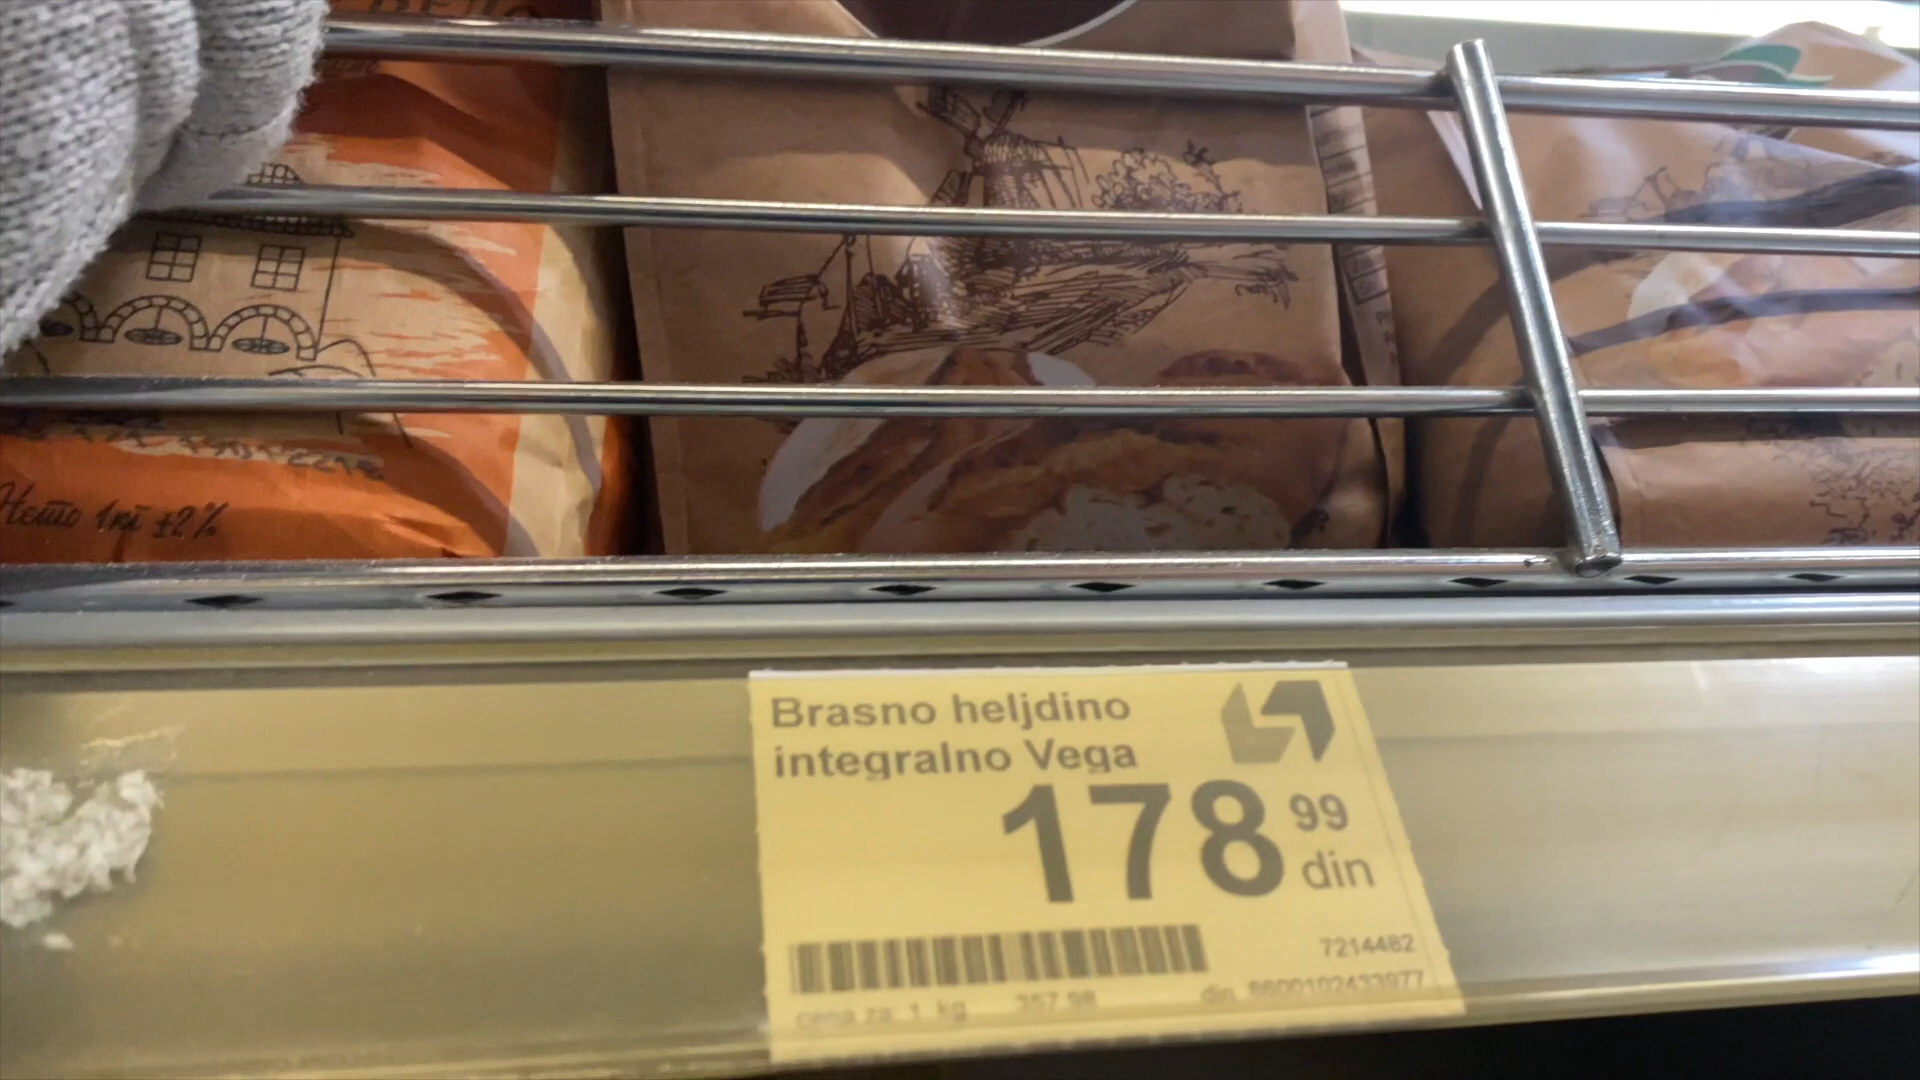 Нето 1кг ±2%
Brasno heljdino
integralno Vega
178 99
din
7214482
cena za: 1 kg 357.98 din 8600102433977